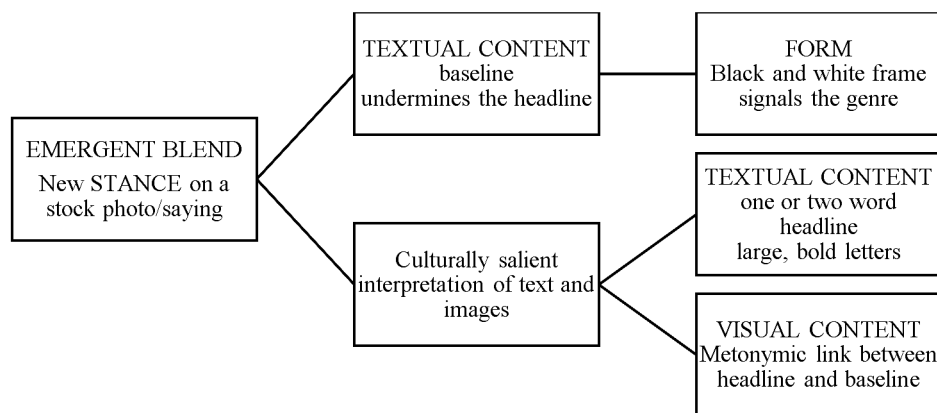 EMERGENT BLEND
New STANCE on a
stock photo/saying
TEXTUAL CONTENT
baseline
undermines the headline
Culturally salient
interpretation of text and
images
FORM
Black and white frame
signals the genre
TEXTUAL CONTENT
one or two word
headline
large, bold letters
VISUAL CONTENT
Metonymic link between
headline and baseline